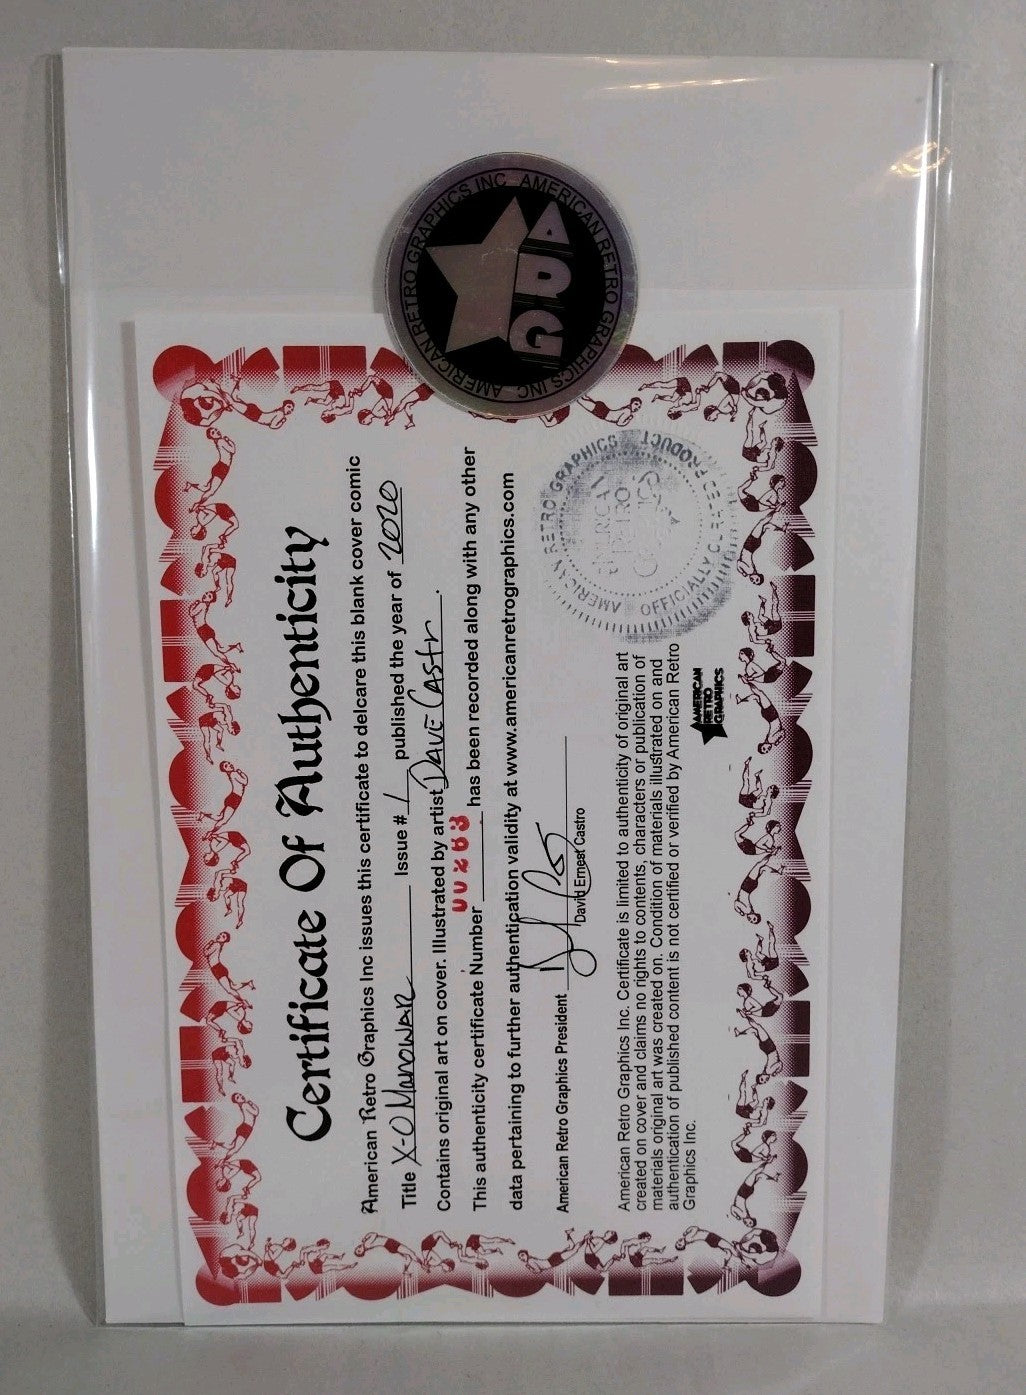 AMERICAN RETRO GRAPHICS INC AMERICAN RETRO GRAPHICS INC
ARG
Certificate Of Authenticity
American Retro Graphics Inc issues this certificate to delcare this blank cover comic
Title X-O Manowar Issue # 1 published the year of 2020
Contains original art on cover. Illustrated by artist Dave Castr.
00263
This authenticity certificate Number has been recorded along with any other
data pertaining to further authentication validity at www.americanretrographics.com
American Retro Graphics President
David Ernest Castro
American Retro Graphics Inc. Certificate is limited to authenticity of original art
created on cover and claims no rights to contents, characters or publication of
materials original art was created on. Condition of materials illustrated on and
authentication of published content is not certified or verified by American Retro
Graphics Inc.
AMERICAN
RETRO
GRAPHICS
AMERICAN RETRO GRAPHICS
OFFICIALLY PRODUCT